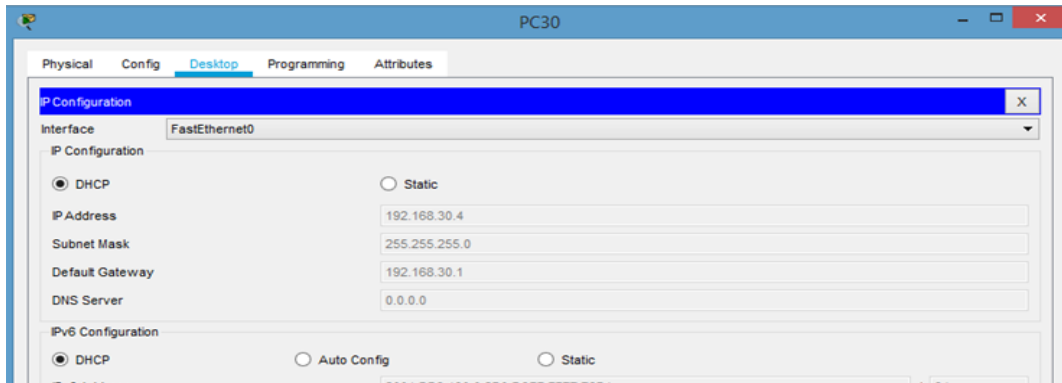 PC30
Physical Config Desktop Programming Attributes
IP Configuration X
Interface FastEthernet0
IP Configuration
DHCP Static
IP Address 192.168.30.4
Subnet Mask 255.255.255.0
Default Gateway 192.168.30.1
DNS Server 0.0.0.0
IPv6 Configuration
DHCP Auto Config Static